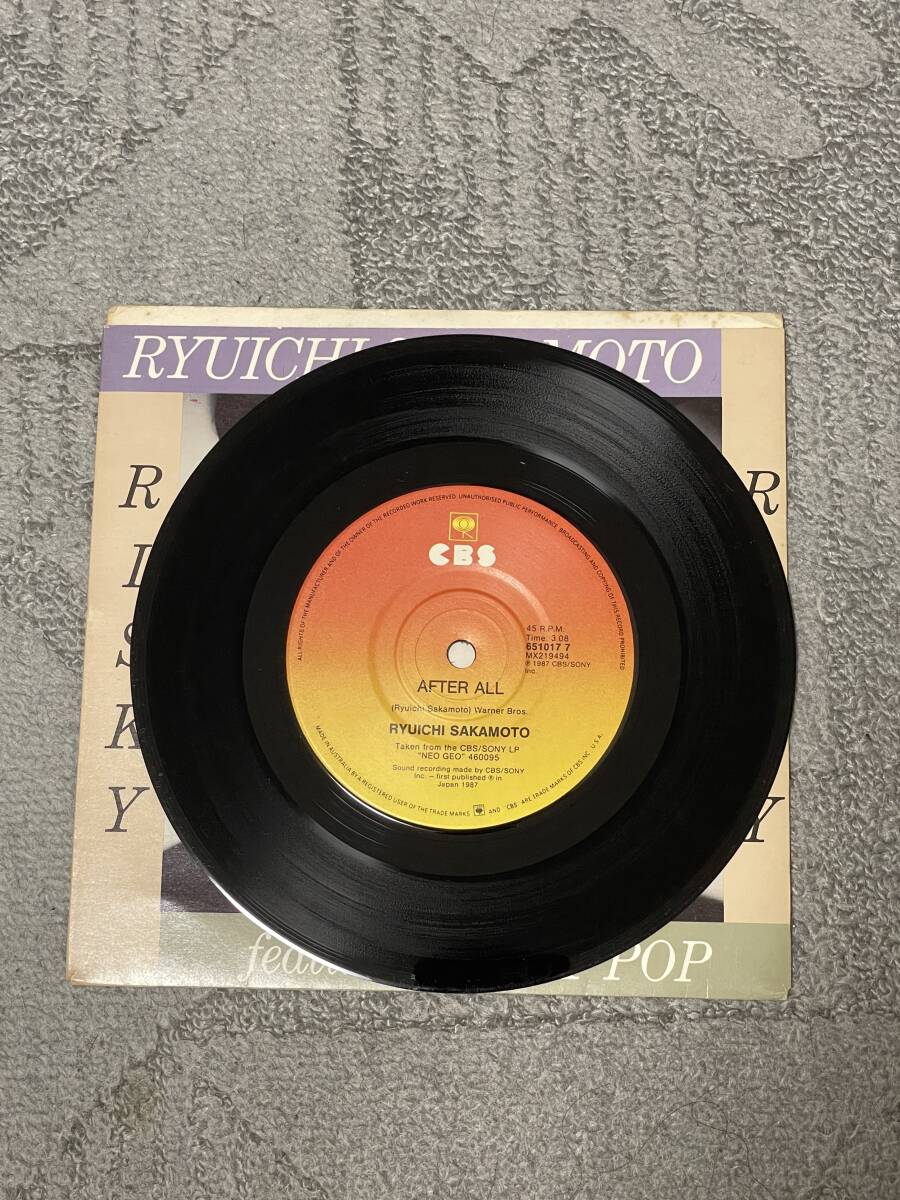 RYUICHI MOTO
R
I
S
K
Y
R
Y
POP
ALL RIGHTS OF THE MANUFACTURER AND OF THE OWNER OF THE RECORDED WORK RESERVED. UNAUTHORISED PUBLIC PERFORMANCE, BROADCASTING AND COPYING OF THIS RECORD PROHIBITED
CBS
45 R.P.M.
Time: 3.08
651017 7
MX219494
℗ 1987 CBS/SONY
Inc.
AFTER ALL
(Ryuichi Sakamoto) Warner Bros.
RYUICHI SAKAMOTO
Taken from the CBS/SONY LP
"NEO GEO" 460095
Sound recording made by CBS/SONY
Inc. – first published ℗ in
Japan 1987
MADE IN AUSTRALIA BY A REGISTERED USER OF THE TRADE MARKS AND CBS ARE TRADE MARKS OF CBS INC. U.S.A.